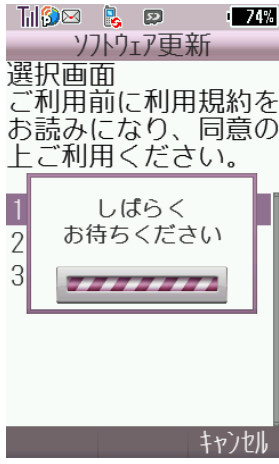 74%
ソフトウェア更新
選択画面
ご利用前に利用規約を
お読みになり、同意の
上ご利用ください。
1
しばらく
お待ちください
2
3
キャンセル